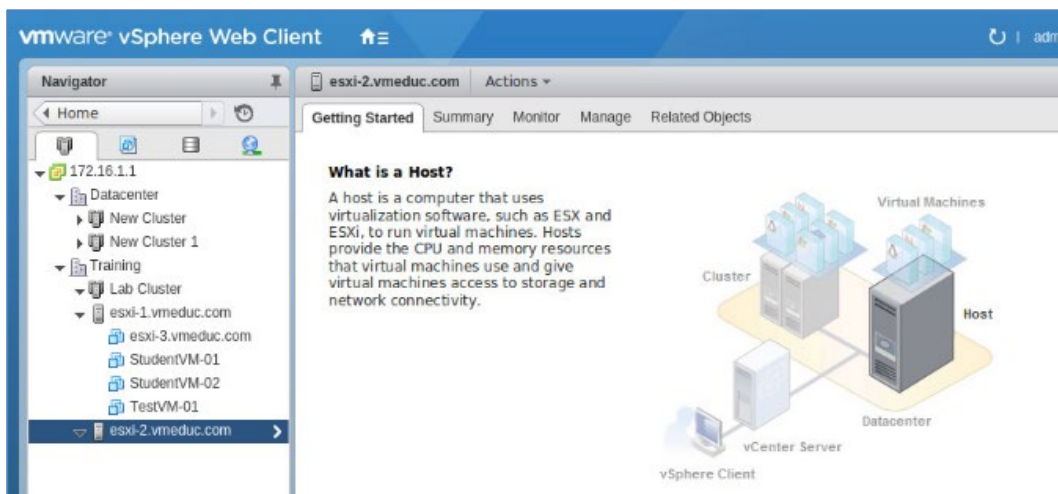 vmware vSphere Web Client
adm
Navigator
Home
172.16.1.1
Datacenter
New Cluster
New Cluster 1
Training
Lab Cluster
esxi-1.vmeduc.com
esxi-3.vmeduc.com
StudentVM-01
StudentVM-02
TestVM-01
esxi-2.vmeduc.com
esxi-2.vmeduc.com Actions
Getting Started Summary Monitor Manage Related Objects
What is a Host?
A host is a computer that uses
virtualization software, such as ESX and
ESXi, to run virtual machines. Hosts
provide the CPU and memory resources
that virtual machines use and give
virtual machines access to storage and
network connectivity.
Virtual Machines
Cluster
Host
Datacenter
vCenter Server
vSphere Client